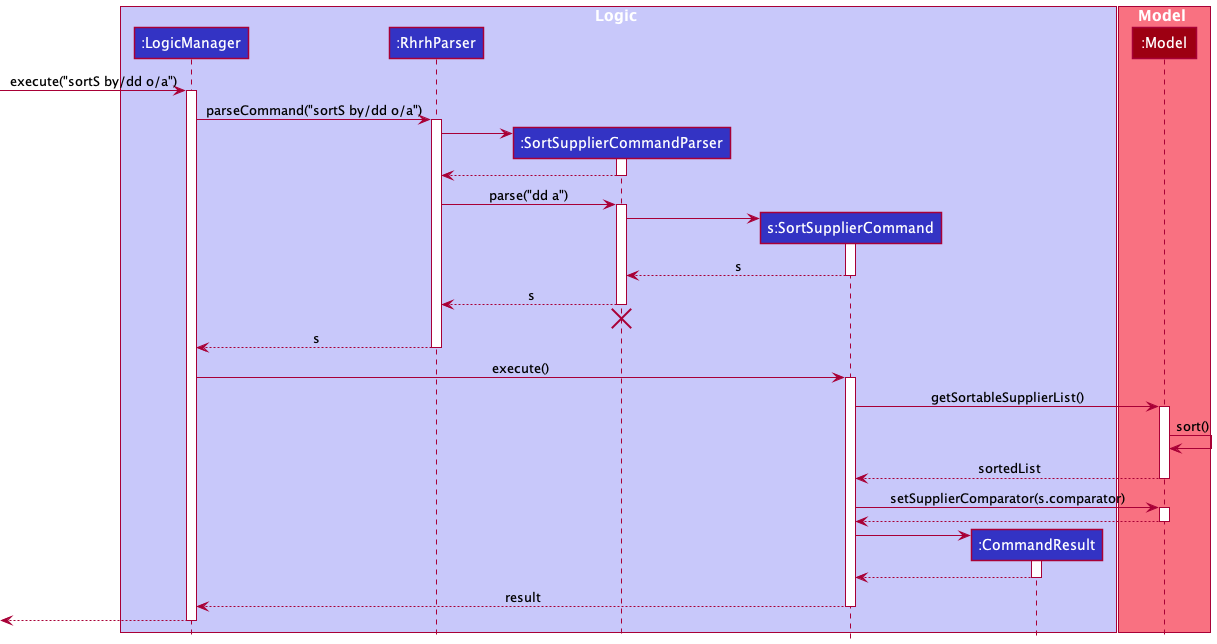 Logic
Model
:LogicManager
:RhrhParser
:Model
execute("sortS by/dd o/a")
parseCommand("sortS by/dd o/a")
:SortSupplierCommandParser
parse("dd a")
s:SortSupplierCommand
s
s
s
execute()
getSortableSupplierList()
sort()
sortedList
setSupplierComparator(s.comparator)
:CommandResult
result